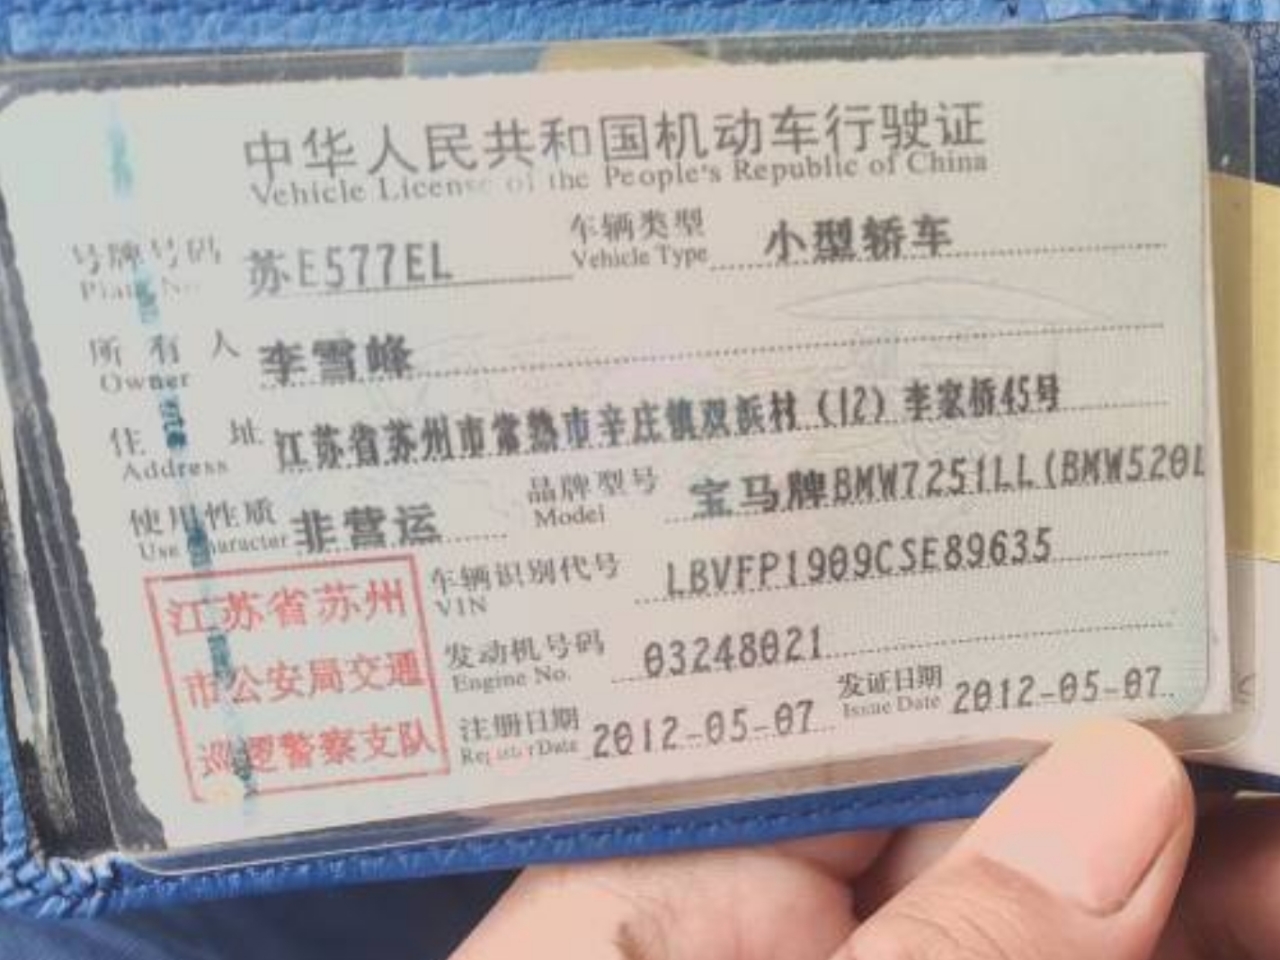 中华人民共和国机动车行驶证
Vehicle License of the People's Republic of China
号牌号码 苏E577EL 车辆类型 小型轿车
Plate No. Vehicle Type
所有人 李雪峰
Owner
住址 江苏省苏州市常熟市辛庄镇双浜村(12)李家桥45号
Address
使用性质 非营运 品牌型号 宝马牌BMW7251LL(BMW520L
Use Character Model
江苏省苏州市公安局交通巡逻警察支队
车辆识别代号 LBVFP1909CSE89635
VIN
发动机号码 03248021
Engine No.
注册日期 2012-05-07 发证日期 2012-05-07
Register Date Issue Date